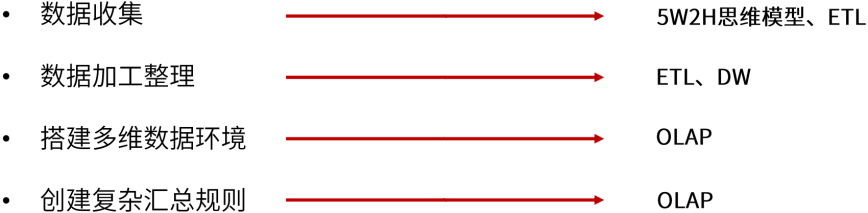 • 数据收集 5W2H思维模型、ETL
• 数据加工整理 ETL、DW
• 搭建多维数据环境 OLAP
• 创建复杂汇总规则 OLAP